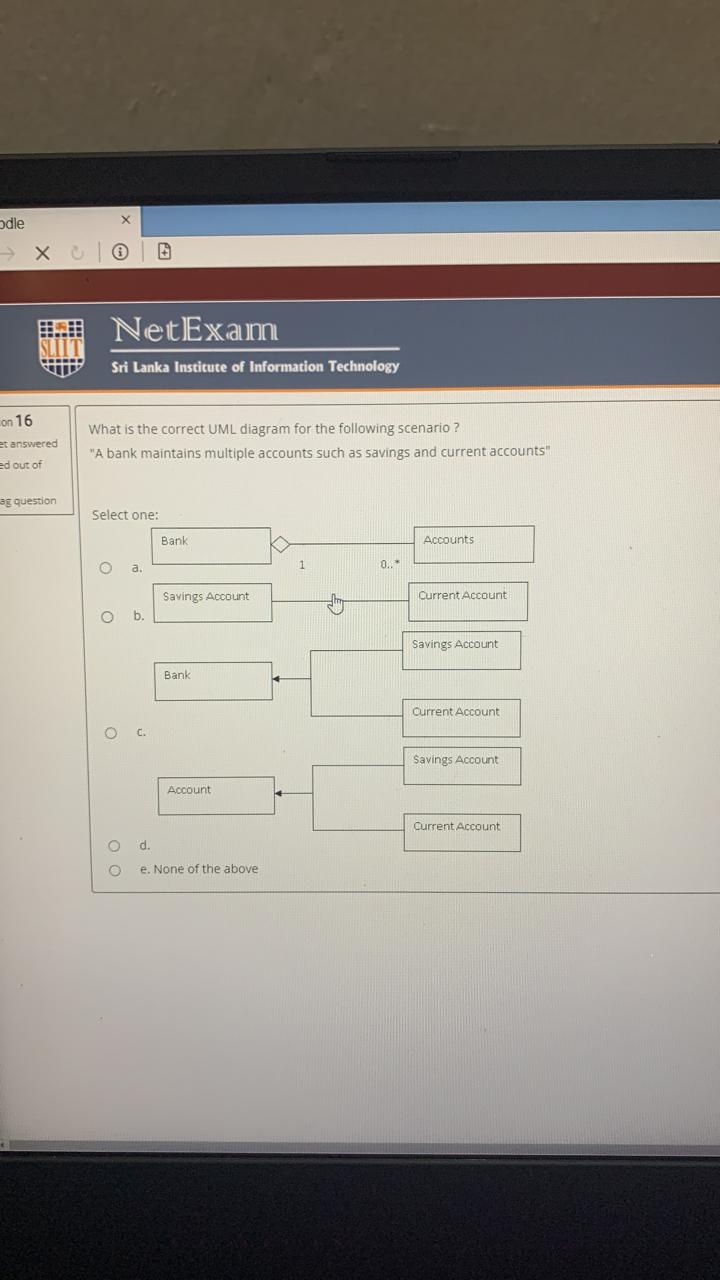 odle
NetExam
SLIIT
Sri Lanka Institute of Information Technology
on 16
et answered
ed out of
ag question
What is the correct UML diagram for the following scenario ?
"A bank maintains multiple accounts such as savings and current accounts"
Select one:
Bank
Accounts
1
0..*
a.
Savings Account
Current Account
b.
Savings Account
Bank
Current Account
c.
Savings Account
Account
Current Account
d.
e. None of the above